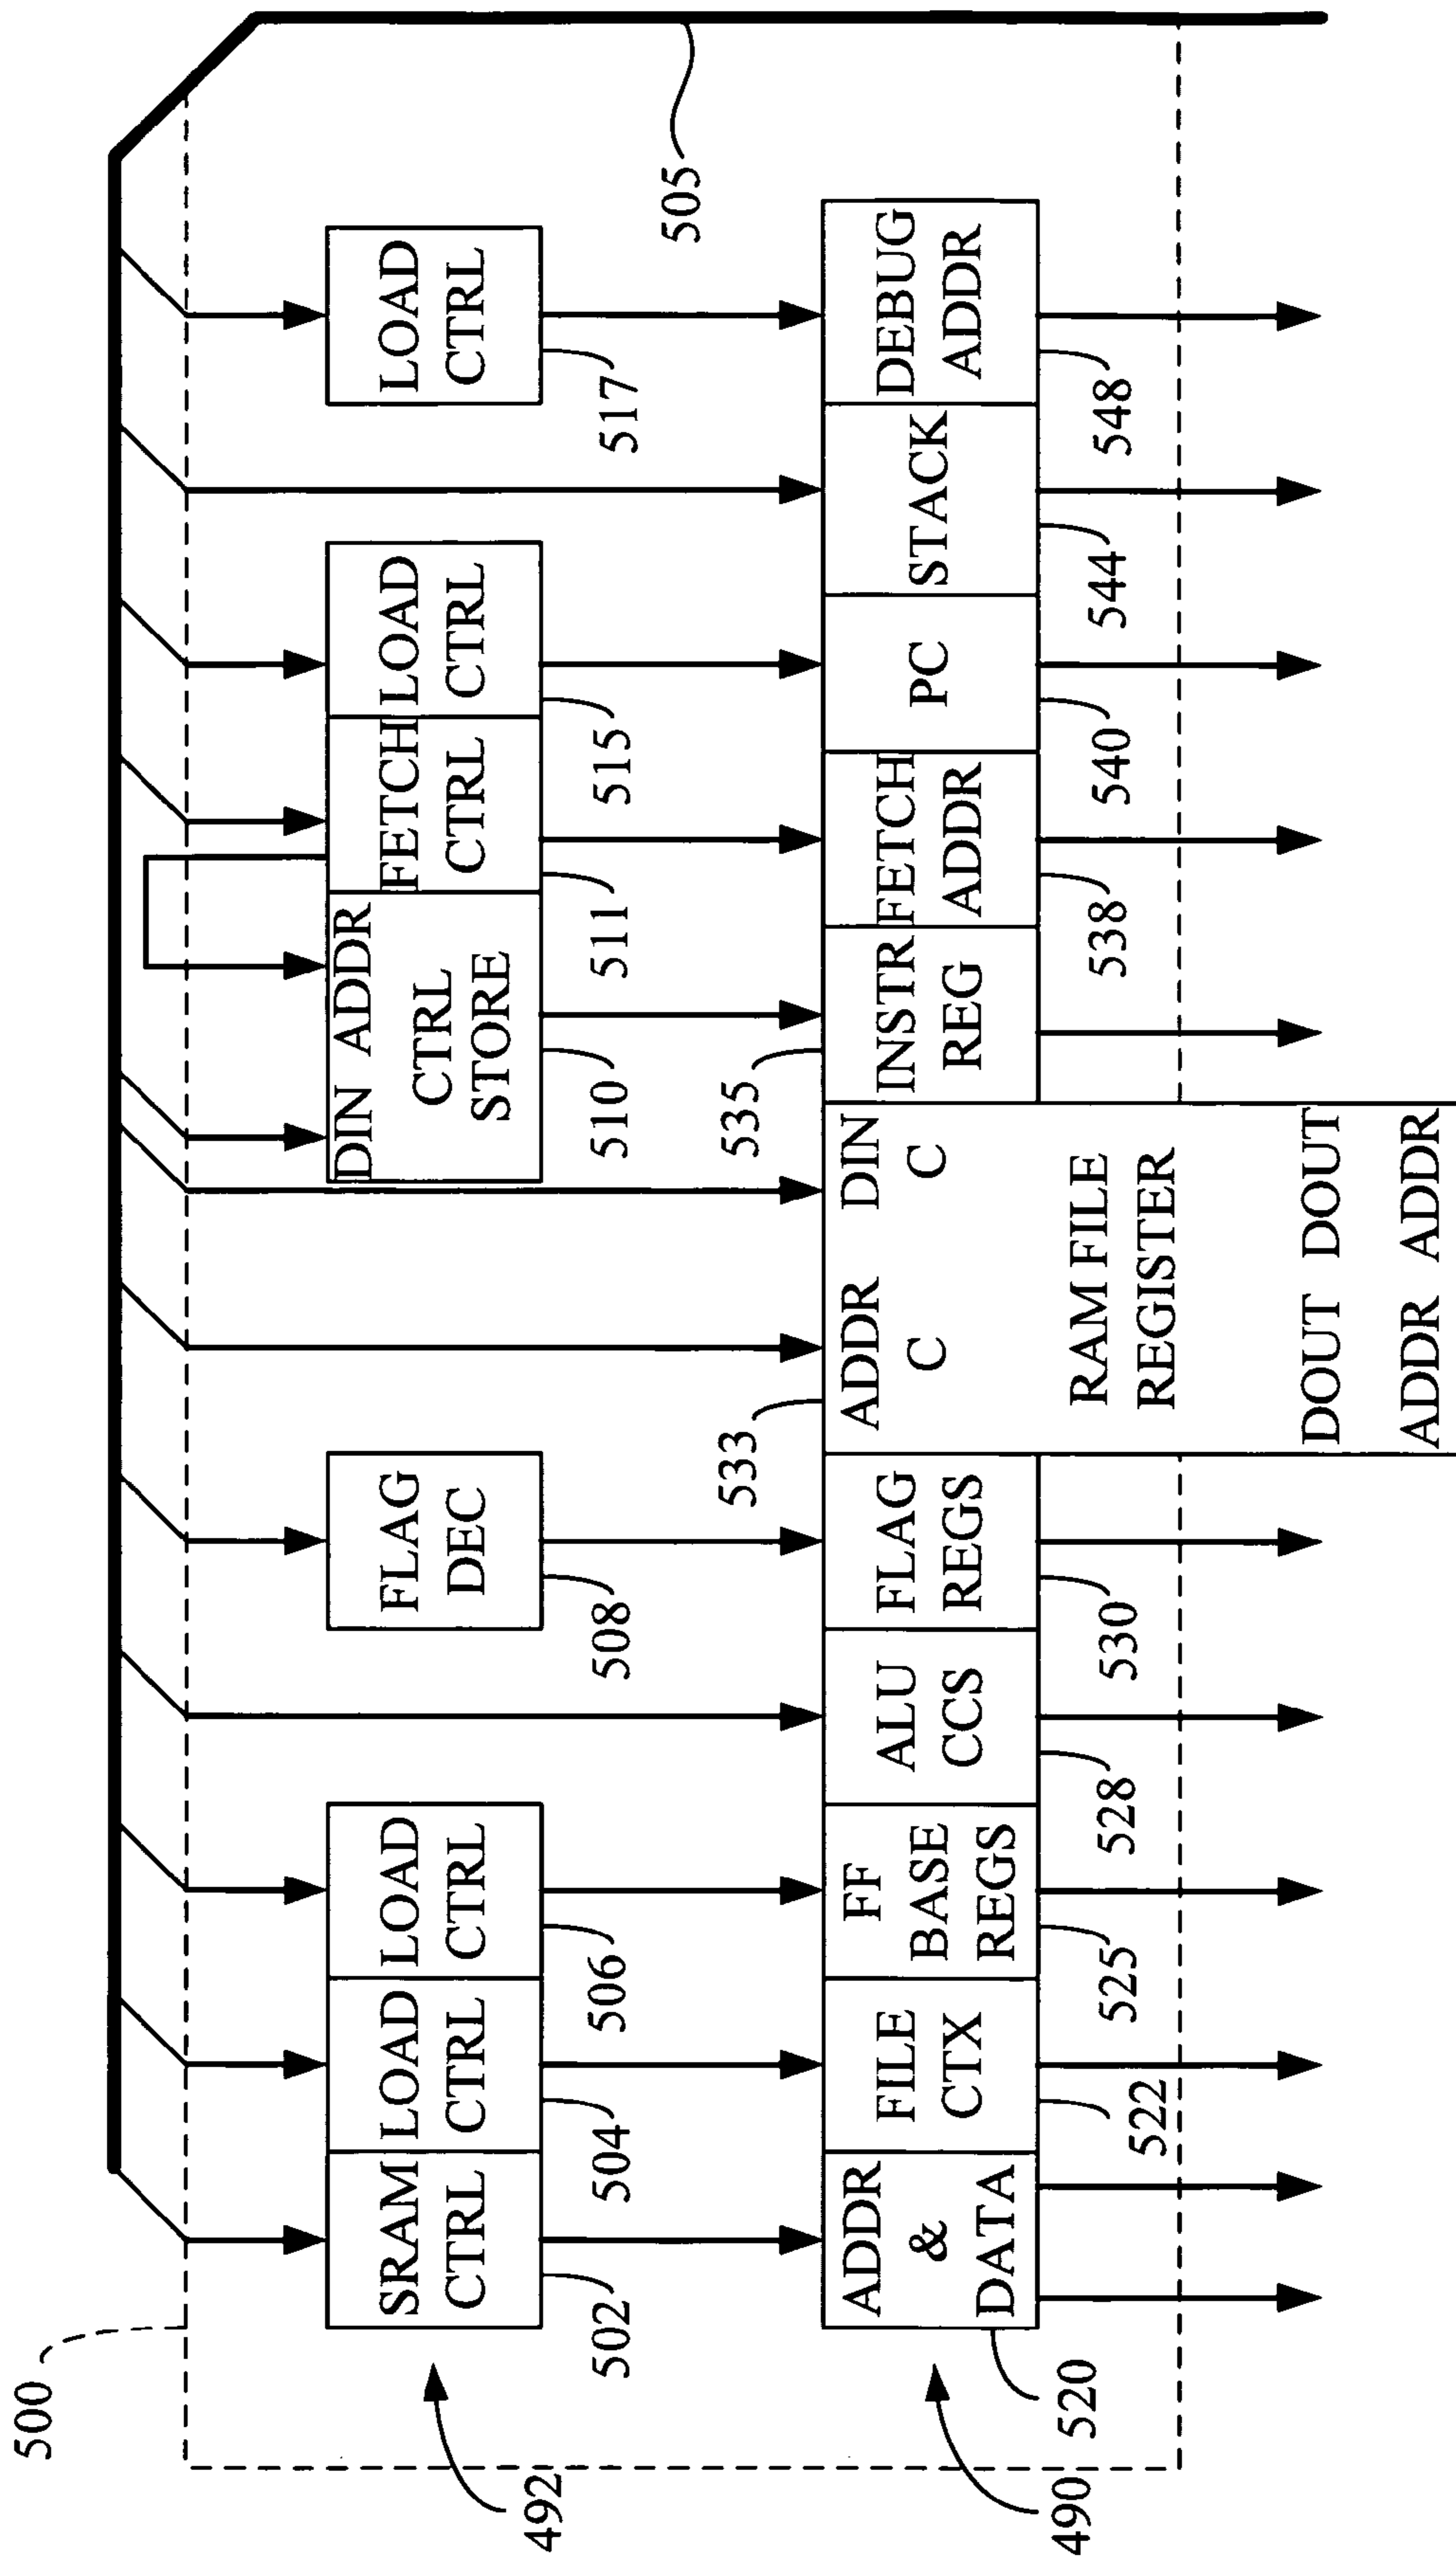 500
492
SRAM
CTRL
502
LOAD
CTRL
504
LOAD
CTRL
506
FLAG
DEC
508
DIN ADDR
CTRL
STORE
510
FETCH
CTRL
511
LOAD
CTRL
515
LOAD
CTRL
517
505
490
ADDR
&
DATA
520
FILE
CTX
522
FF
BASE
REGS
525
ALU
CCS
528
FLAG
REGS
530
533
ADDR DIN
C C
RAM FILE
REGISTER
DOUT DOUT
ADDR ADDR
535
INSTR
REG
FETCH
ADDR
538
PC
540
STACK
544
DEBUG
ADDR
548